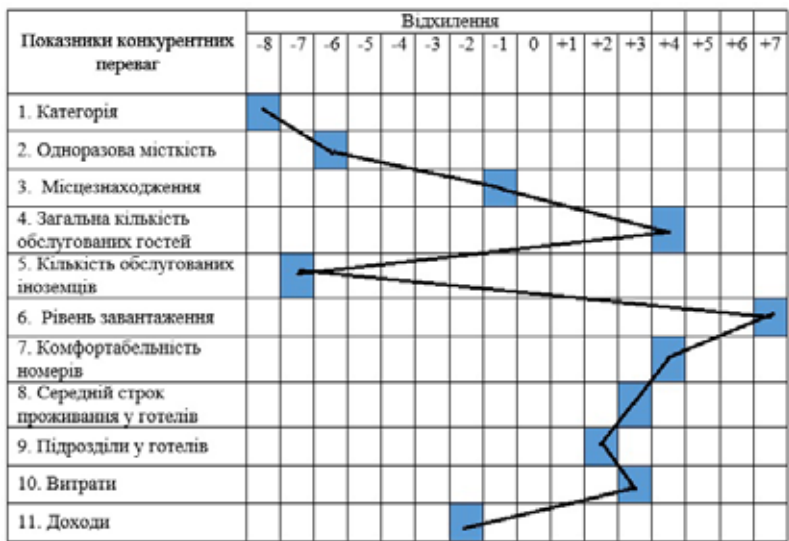 Показники конкурентних
переваг
Відхилення
-8 -7 -6 -5 -4 -3 -2 -1 0 +1 +2 +3 +4 +5 +6 +7
1. Категорія
2. Одноразова місткість
3. Місцезнаходження
4. Загальна кількість
обслугованих гостей
5. Кількість обслугованих
іноземців
6. Рівень завантаження
7. Комфортабельність
номерів
8. Середній строк
проживання у готелів
9. Підрозділи у готелів
10. Витрати
11. Доходи